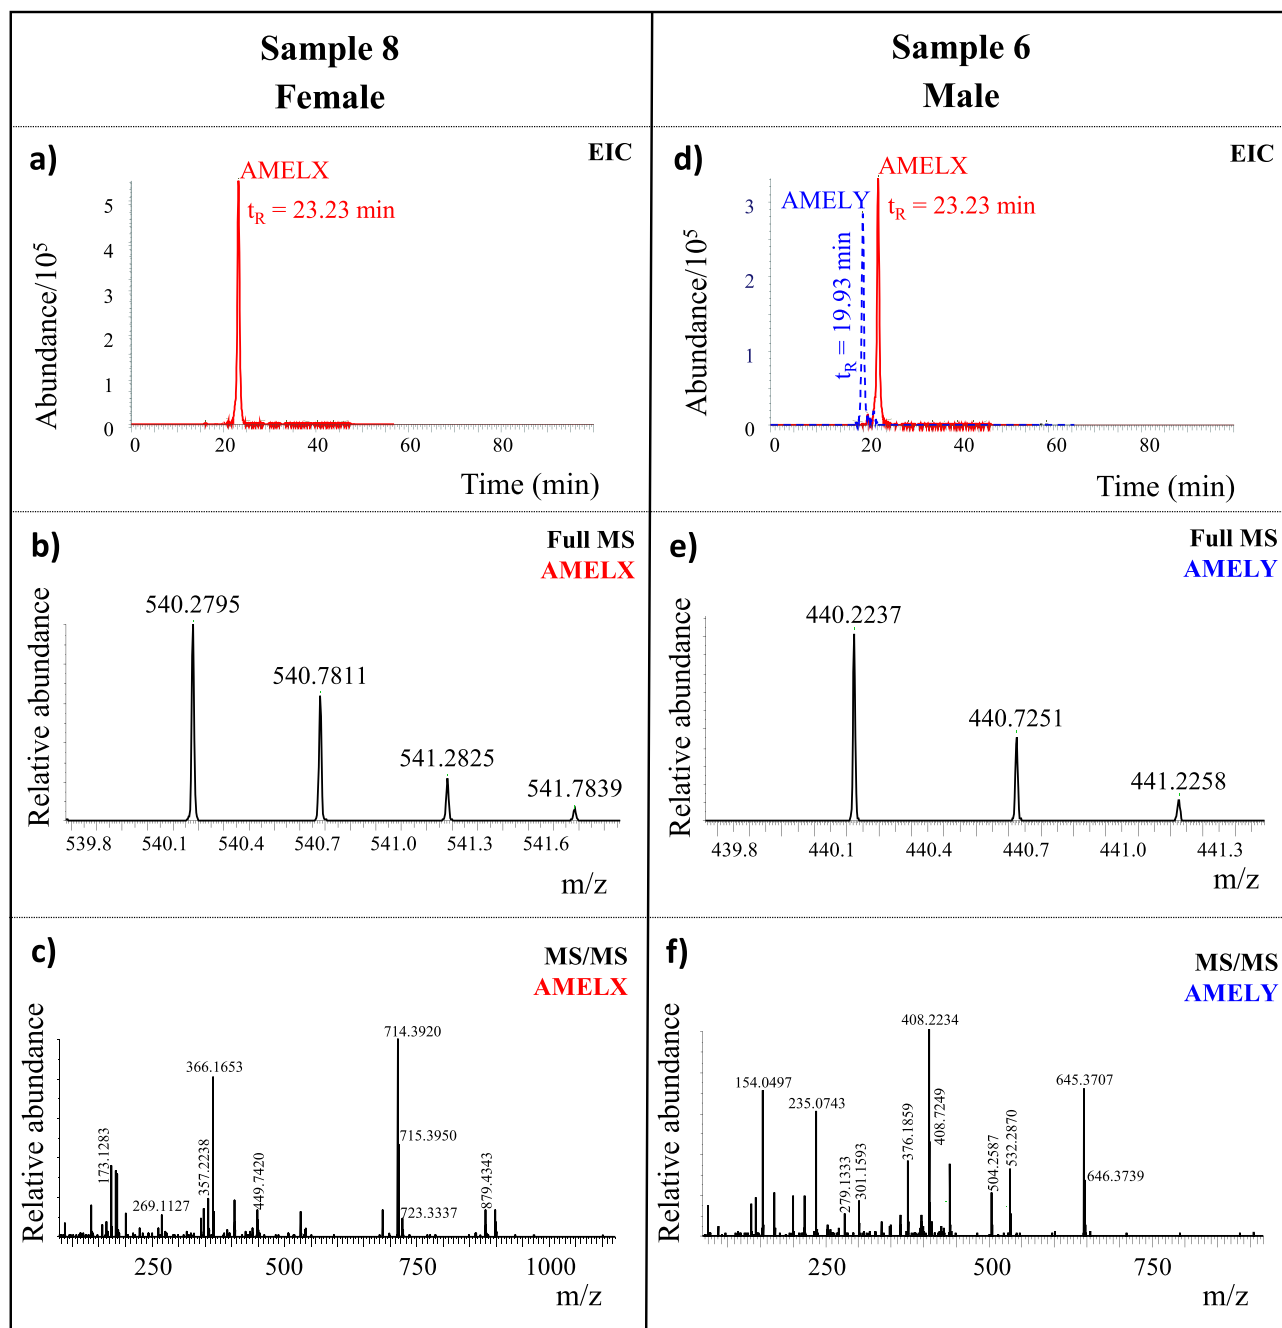 Sample 8
Female
Sample 6
Male
a)
EIC
AMELX
t_R = 23.23 min
Abundance/10⁵
5
4
3
2
1
0
0 20 40 60 80
Time (min)
d)
EIC
AMELX
AMELY
t_R = 23.23 min
t_R = 19.93 min
Abundance/10⁵
3
2
1
0
0 20 40 60 80
Time (min)
b)
Full MS
AMELX
540.2795
540.7811
541.2825
541.7839
Relative abundance
539.8 540.1 540.4 540.7 541.0 541.3 541.6
m/z
e)
Full MS
AMELY
440.2237
440.7251
441.2258
Relative abundance
439.8 440.1 440.4 440.7 441.0 441.3
m/z
c)
MS/MS
AMELX
714.3920
366.1653
715.3950
173.1283
357.2238
449.7420
269.1127
723.3337
879.4343
Relative abundance
250 500 750 1000
m/z
f)
MS/MS
AMELY
408.2234
154.0497
235.0743
645.3707
376.1859
408.7249
532.2870
504.2587
279.1333
301.1593
646.3739
Relative abundance
250 500 750
m/z